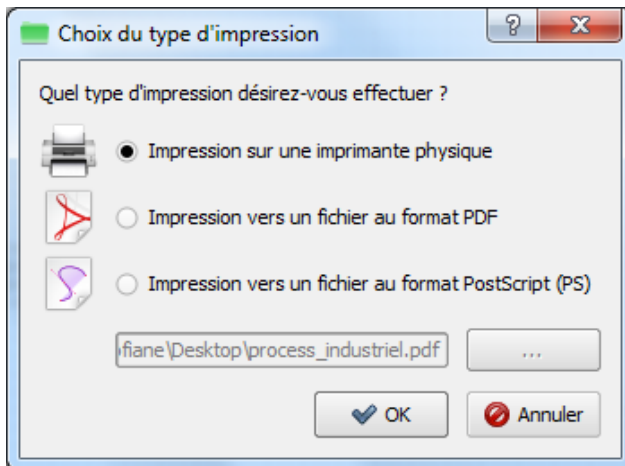 Choix du type d'impression
Quel type d'impression désirez-vous effectuer ?
Impression sur une imprimante physique
Impression vers un fichier au format PDF
Impression vers un fichier au format PostScript (PS)
fiane\Desktop\process_industriel.pdf
...
OK
Annuler